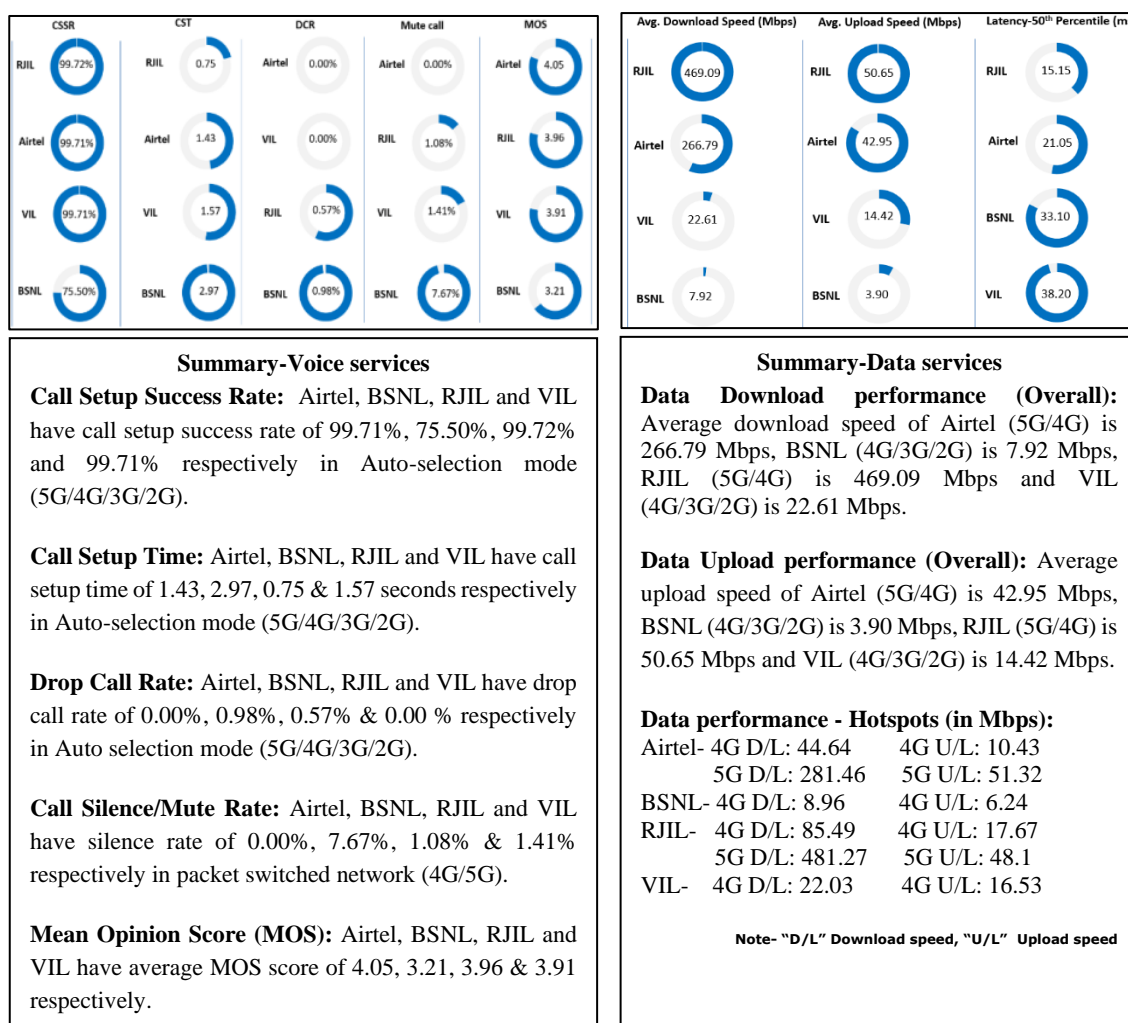 CSSR CST DCR Mute call MOS
RJIL 99.72% RJIL 0.75 Airtel 0.00% Airtel 0.00% Airtel 4.05
Airtel 99.71% Airtel 1.43 VIL 0.00% RJIL 1.08% RJIL 3.96
VIL 99.71% VIL 1.57 RJIL 0.57% VIL 1.41% VIL 3.91
BSNL 75.50% BSNL 2.97 BSNL 0.98% BSNL 7.67% BSNL 3.21
Summary-Voice services
Call Setup Success Rate: Airtel, BSNL, RJIL and VIL
have call setup success rate of 99.71%, 75.50%, 99.72%
and 99.71% respectively in Auto-selection mode
(5G/4G/3G/2G).
Call Setup Time: Airtel, BSNL, RJIL and VIL have call
setup time of 1.43, 2.97, 0.75 & 1.57 seconds respectively
in Auto-selection mode (5G/4G/3G/2G).
Drop Call Rate: Airtel, BSNL, RJIL and VIL have drop
call rate of 0.00%, 0.98%, 0.57% & 0.00 % respectively
in Auto selection mode (5G/4G/3G/2G).
Call Silence/Mute Rate: Airtel, BSNL, RJIL and VIL
have silence rate of 0.00%, 7.67%, 1.08% & 1.41%
respectively in packet switched network (4G/5G).
Mean Opinion Score (MOS): Airtel, BSNL, RJIL and
VIL have average MOS score of 4.05, 3.21, 3.96 & 3.91
respectively.
Avg. Download Speed (Mbps) Avg. Upload Speed (Mbps) Latency-50th Percentile (m
RJIL 469.09 RJIL 50.65 RJIL 15.15
Airtel 266.79 Airtel 42.95 Airtel 21.05
VIL 22.61 VIL 14.42 BSNL 33.10
BSNL 7.92 BSNL 3.90 VIL 38.20
Summary-Data services
Data Download performance (Overall):
Average download speed of Airtel (5G/4G) is
266.79 Mbps, BSNL (4G/3G/2G) is 7.92 Mbps,
RJIL (5G/4G) is 469.09 Mbps and VIL
(4G/3G/2G) is 22.61 Mbps.
Data Upload performance (Overall): Average
upload speed of Airtel (5G/4G) is 42.95 Mbps,
BSNL (4G/3G/2G) is 3.90 Mbps, RJIL (5G/4G) is
50.65 Mbps and VIL (4G/3G/2G) is 14.42 Mbps.
Data performance - Hotspots (in Mbps):
Airtel- 4G D/L: 44.64 4G U/L: 10.43
5G D/L: 281.46 5G U/L: 51.32
BSNL- 4G D/L: 8.96 4G U/L: 6.24
RJIL- 4G D/L: 85.49 4G U/L: 17.67
5G D/L: 481.27 5G U/L: 48.1
VIL- 4G D/L: 22.03 4G U/L: 16.53
Note- “D/L” Download speed, “U/L” Upload speed